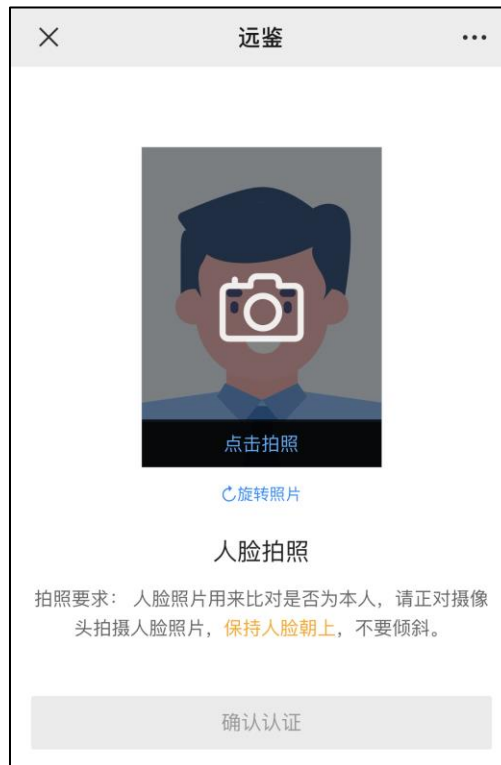 远鉴
点击拍照
旋转照片
人脸拍照
拍照要求： 人脸照片用来比对是否为本人，请正对摄像
头拍摄人脸照片，保持人脸朝上，不要倾斜。
确认认证